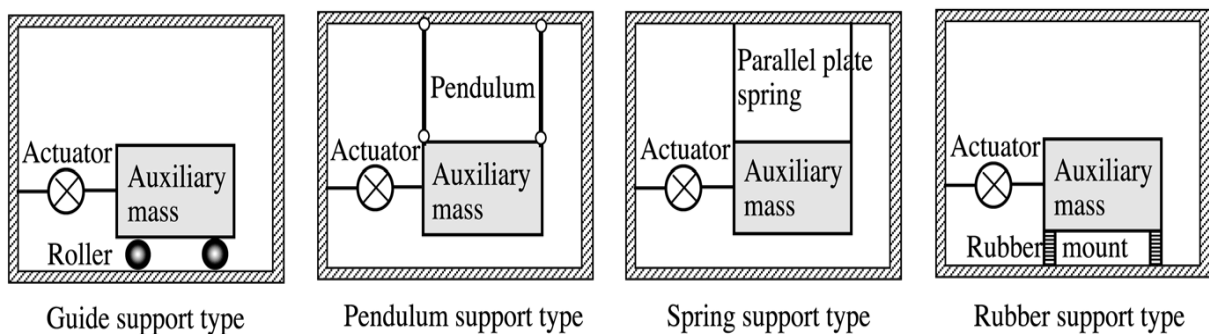 Actuator
Auxiliary
mass
Roller
Guide support type
Pendulum
Actuator
Auxiliary
mass
Pendulum support type
Parallel plate
spring
Actuator
Auxiliary
mass
Spring support type
Actuator
Auxiliary
mass
Rubber mount
Rubber support type